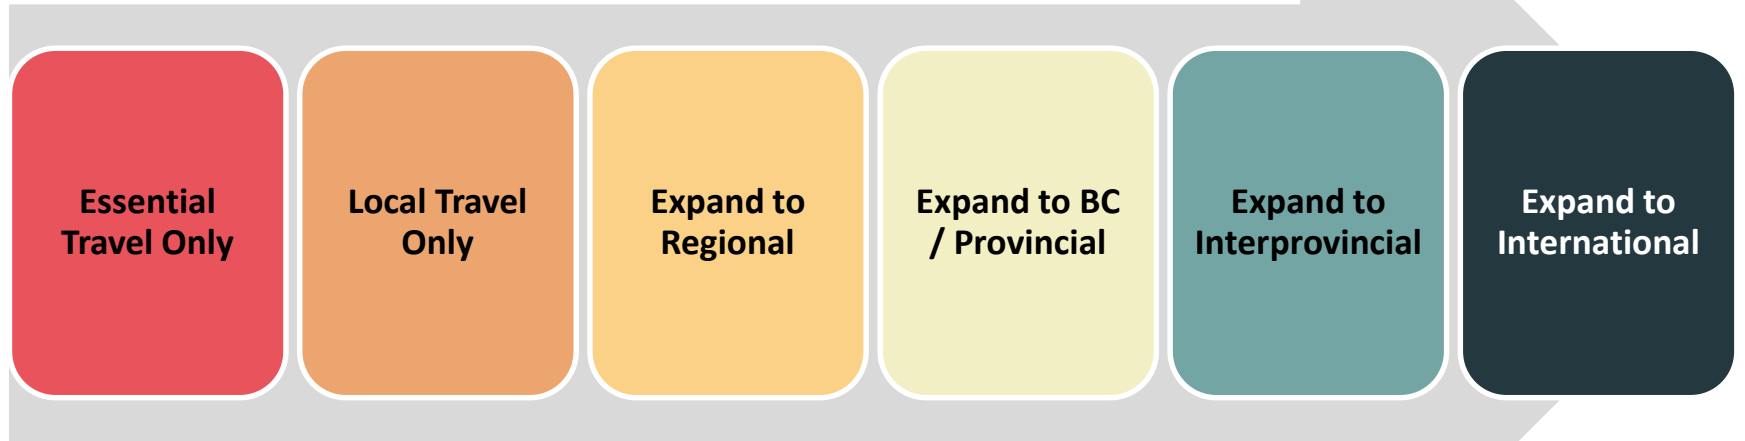 Essential
Travel Only
Local Travel
Only
Expand to
Regional
Expand to BC
/ Provincial
Expand to
Interprovincial
Expand to
International